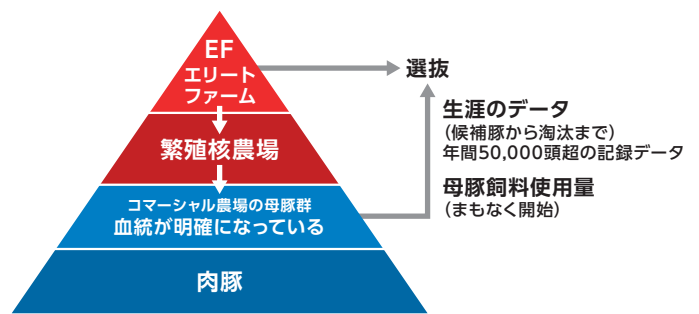 EF
エリート
ファーム
選抜
生涯のデータ
（候補豚から淘汰まで）
年間50,000頭超の記録データ
繁殖核農場
母豚飼料使用量
（まもなく開始）
コマーシャル農場の母豚群
血統が明確になっている
肉豚